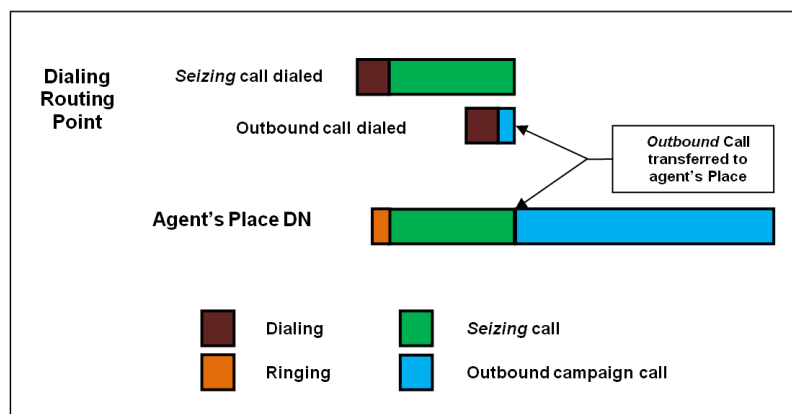 Dialing
Routing
Point
Seizing call dialed
Outbound call dialed
Outbound Call
transferred to
agent's Place
Agent's Place DN
Dialing
Seizing call
Ringing
Outbound campaign call